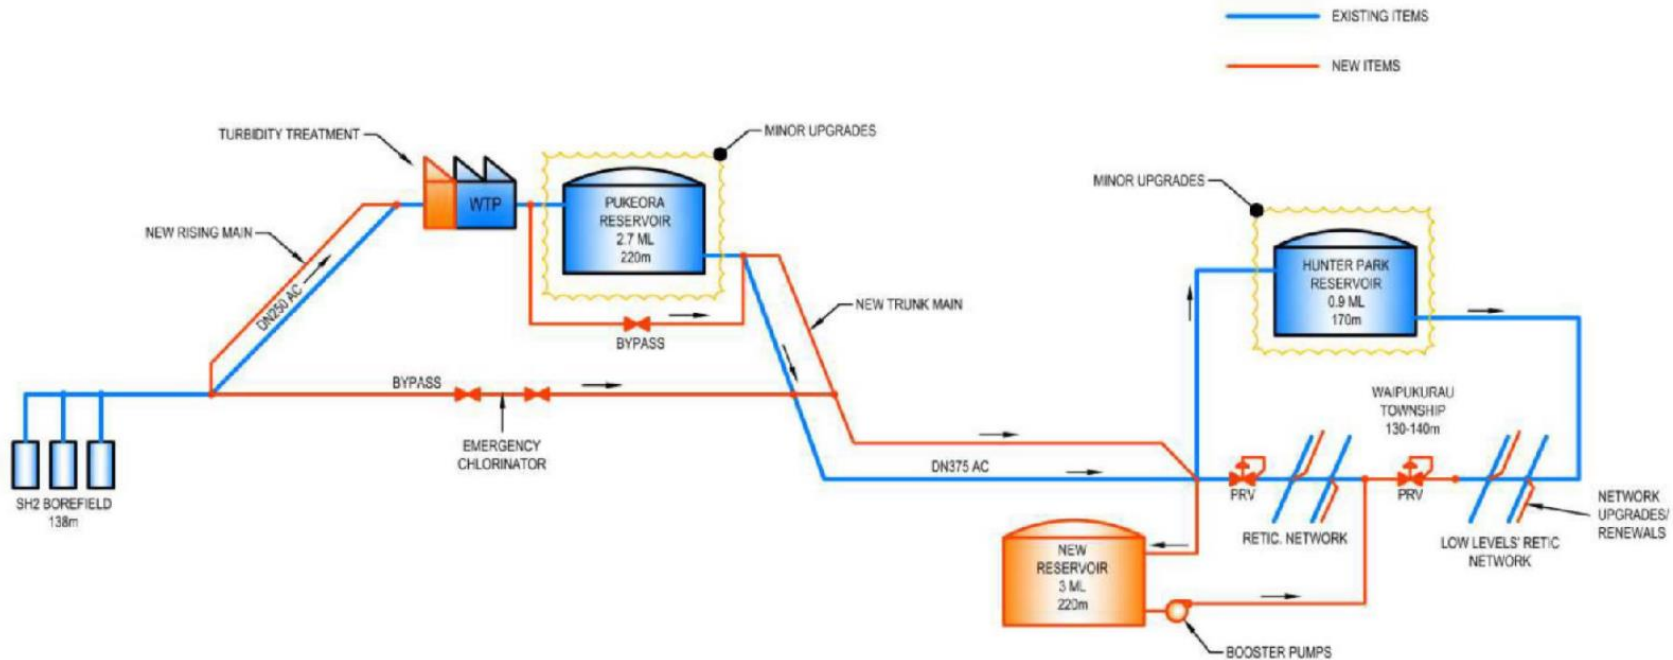 EXISTING ITEMS
NEW ITEMS
TURBIDITY TREATMENT
MINOR UPGRADES
WTP
PUKEORA
RESERVOIR
2.7 ML
220m
MINOR UPGRADES
NEW RISING MAIN
DN250 AC
HUNTER PARK
RESERVOIR
0.9 ML
170m
NEW TRUNK MAIN
BYPASS
BYPASS
EMERGENCY
CHLORINATOR
WAIPUKURAU
TOWNSHIP
130-140m
DN375 AC
SH2 BOREFIELD
138m
PRV
PRV
RETIC. NETWORK
LOW LEVELS' RETIC
NETWORK
NETWORK
UPGRADES/
RENEWALS
NEW
RESERVOIR
3 ML
220m
BOOSTER PUMPS